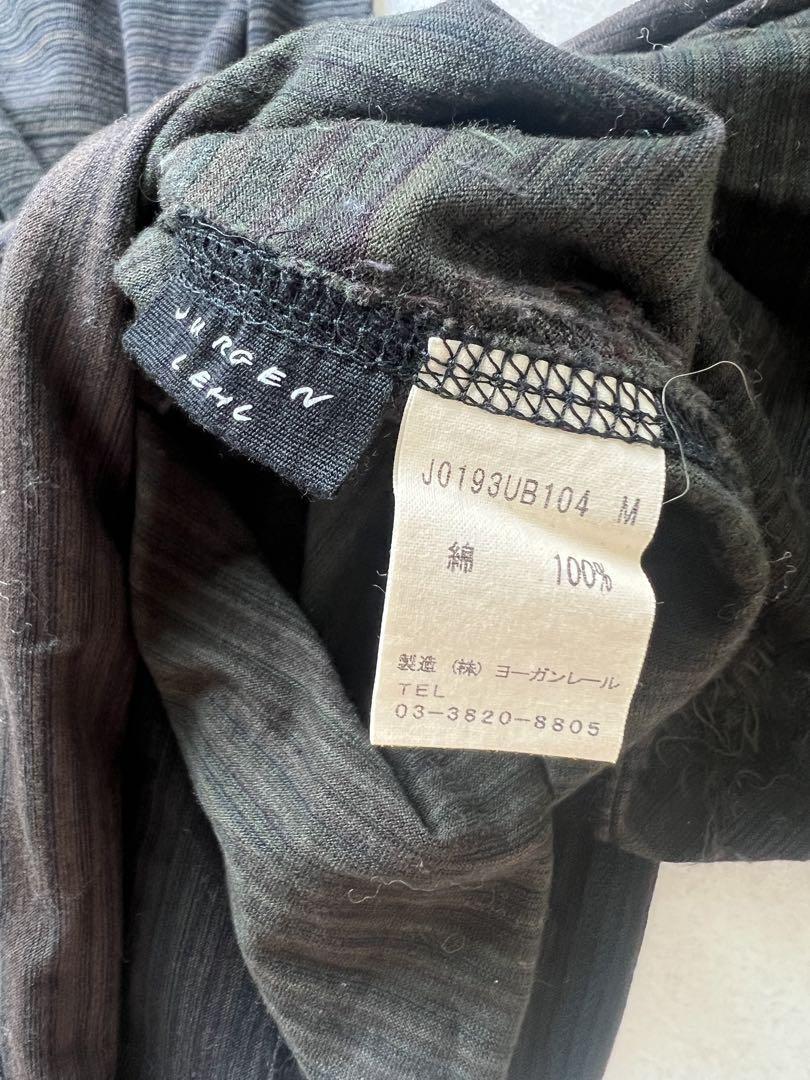 JURGEN
LEHL
J0193UB104 M
綿 100%
製造 (株) ヨーガンレール
TEL
03-3820-8805